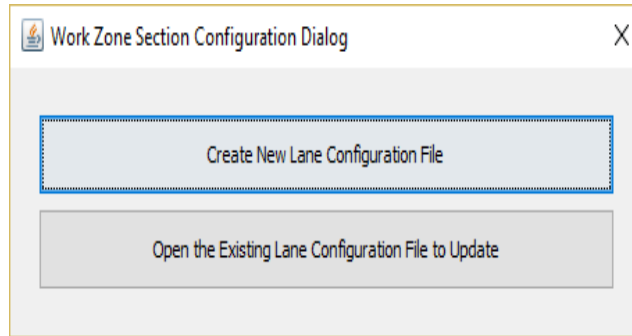 Work Zone Section Configuration Dialog
Create New Lane Configuration File
Open the Existing Lane Configuration File to Update